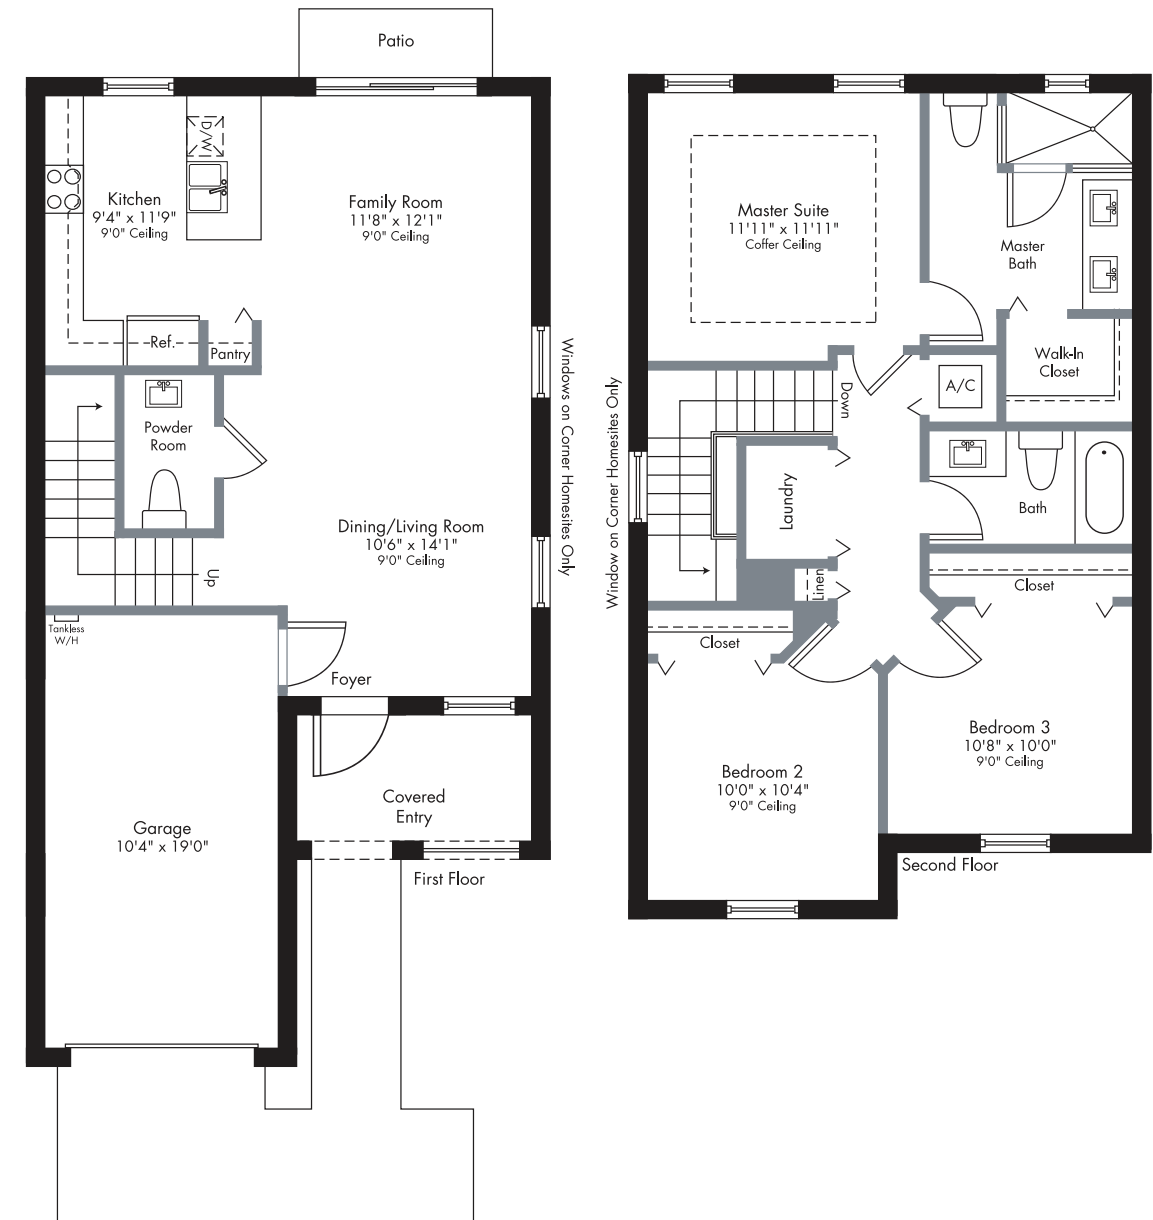 Patio
D/W
Kitchen
9'4" x 11'9"
9'0" Ceiling
Family Room
11'8" x 12'1"
9'0" Ceiling
Ref.
Pantry
Powder
Room
Dining/Living Room
10'6" x 14'1"
9'0" Ceiling
Up
Tankless
W/H
Foyer
Covered
Entry
Garage
10'4" x 19'0"
First Floor
Windows on Corner Homesites Only
Window on Corner Homesites Only
Master Suite
11'11" x 11'11"
Coffer Ceiling
Master
Bath
Walk-In
Closet
A/C
Down
Laundry
Bath
Linen
Closet
Closet
Bedroom 3
10'8" x 10'0"
9'0" Ceiling
Bedroom 2
10'0" x 10'4"
9'0" Ceiling
Second Floor